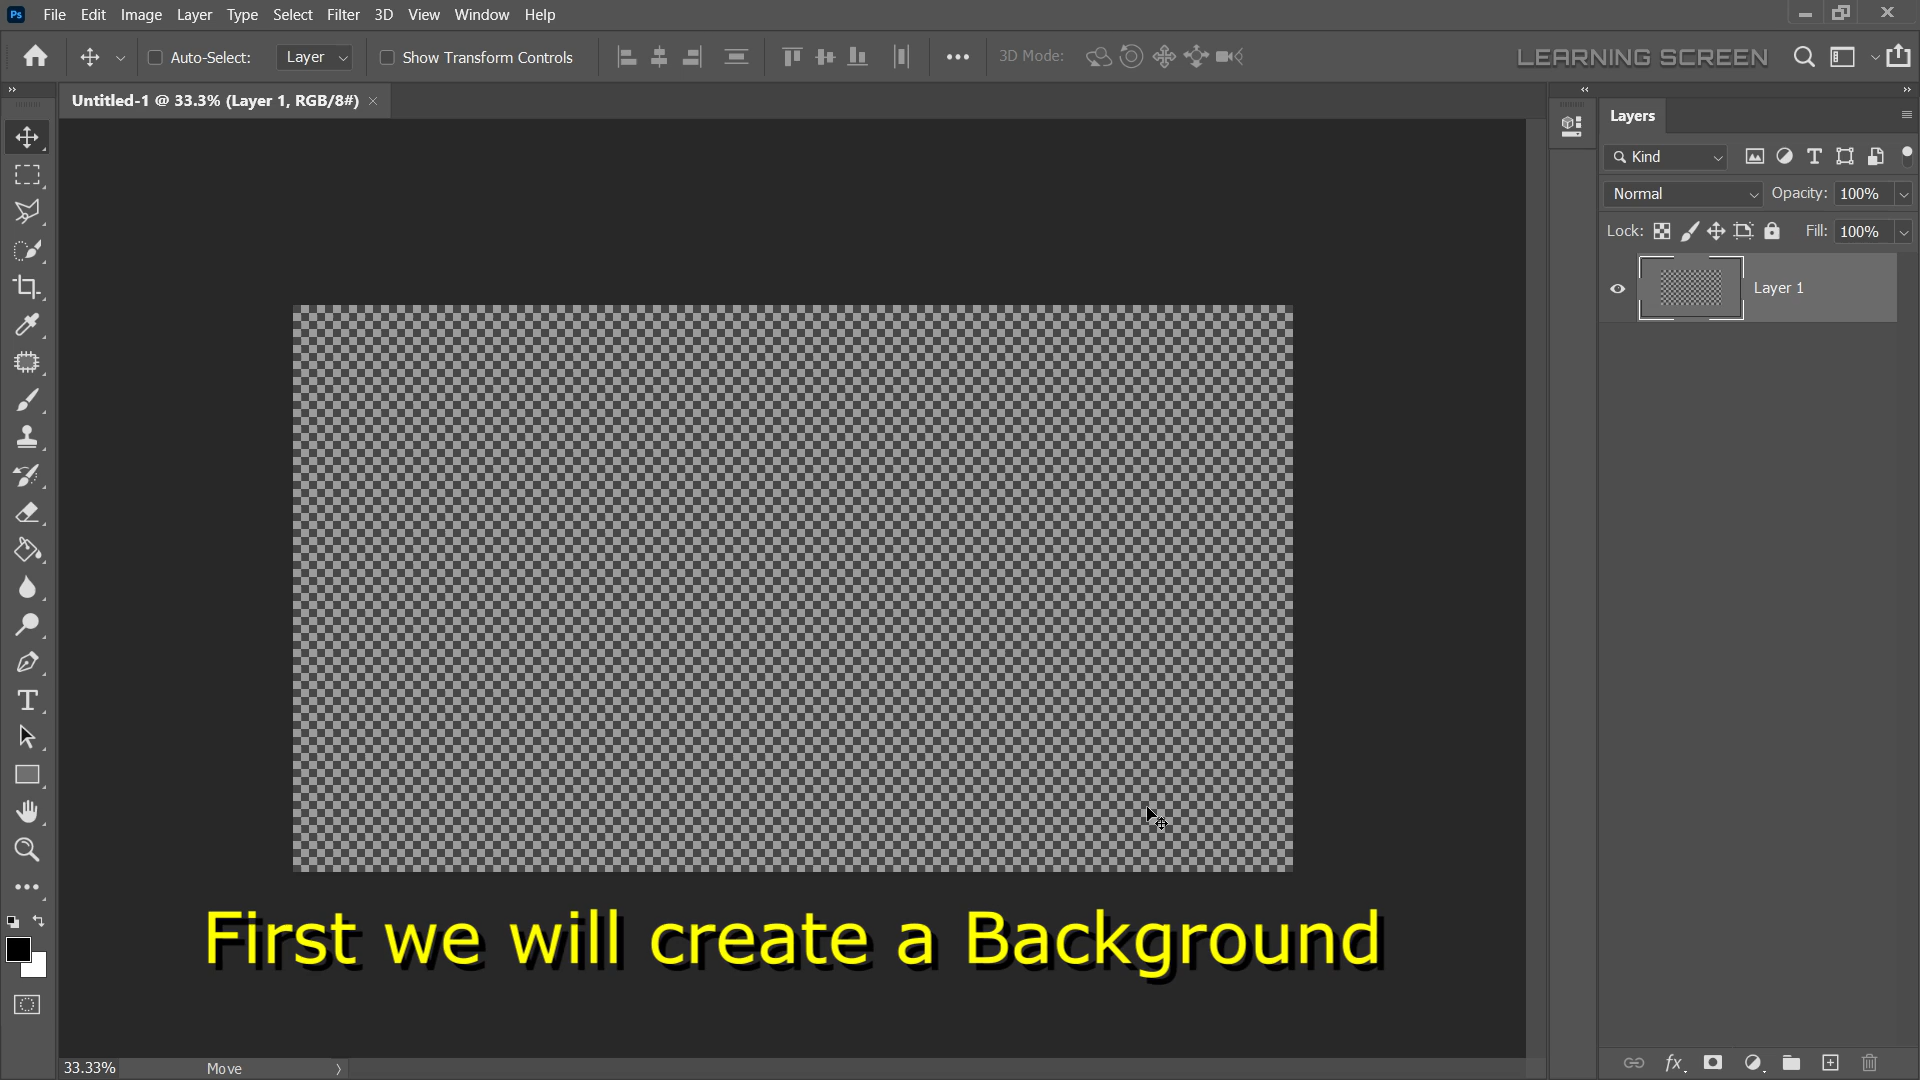 Ps File Edit Image Layer Type Select Filter 3D View Window Help
Auto-Select: Layer Show Transform Controls 3D Mode: LEARNING SCREEN
Untitled-1 @ 33.3% (Layer 1, RGB/8#)
Layers
Kind
Normal Opacity: 100%
Lock: Fill: 100%
Layer 1
First we will create a Background
33.33% Move